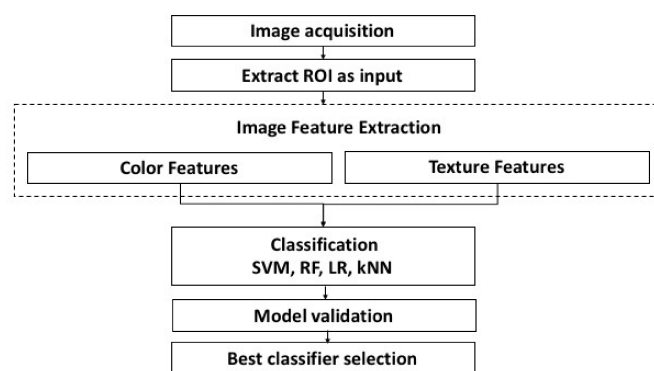 Image acquisition
Extract ROI as input
Image Feature Extraction
Color Features
Texture Features
Classification
SVM, RF, LR, kNN
Model validation
Best classifier selection